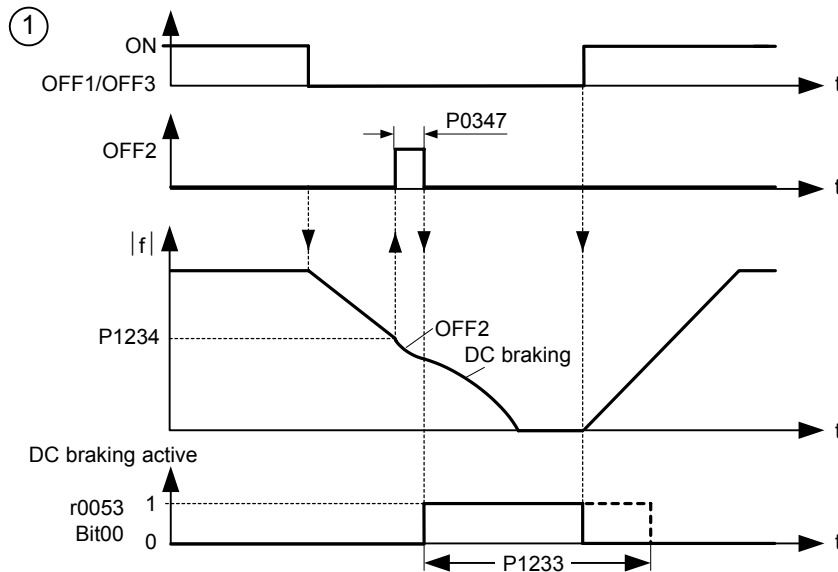 1
ON
OFF1/OFF3
t
P0347
OFF2
t
|f|
P1234
OFF2
DC braking
t
DC braking active
r0053
Bit00
1
0
t
P1233